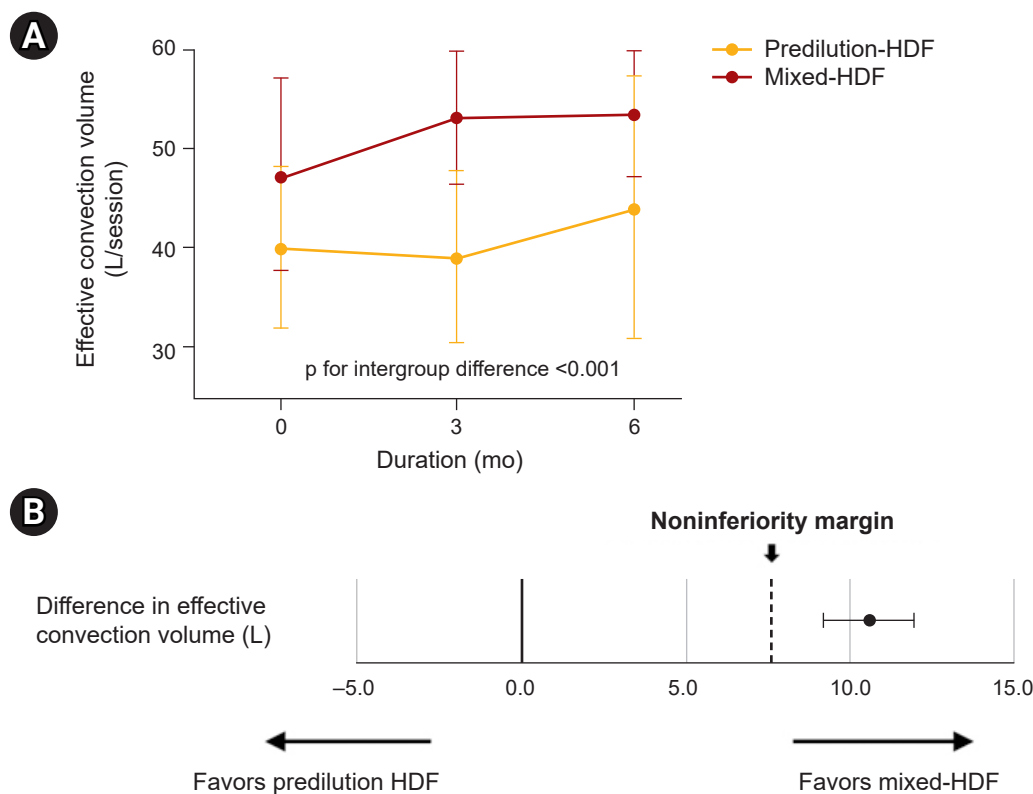 A
60
50
40
30
Effective convection volume
(L/session)
Predilution-HDF
Mixed-HDF
p for intergroup difference <0.001
0
3
6
Duration (mo)
B
Noninferiority margin
Difference in effective
convection volume (L)
–5.0
0.0
5.0
10.0
15.0
Favors predilution HDF
Favors mixed-HDF